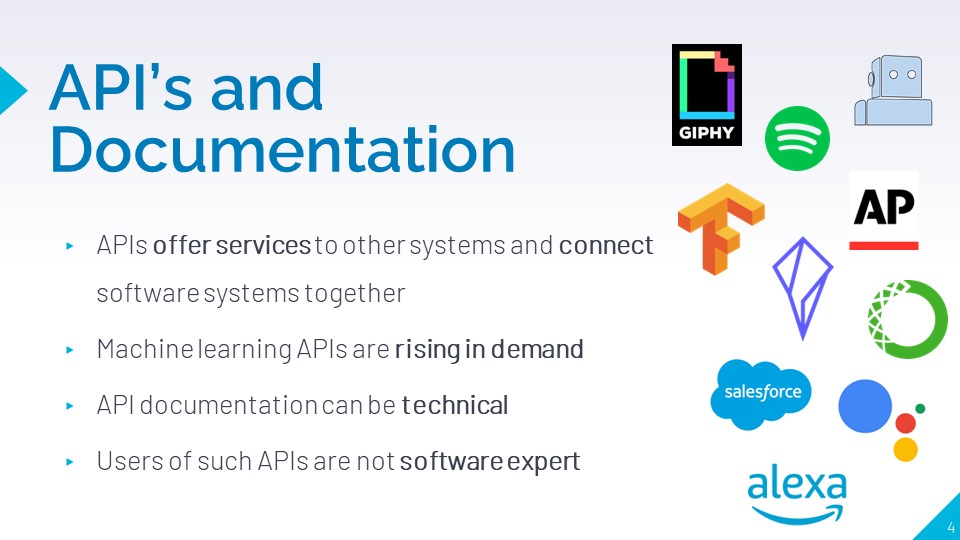 API’s and
Documentation
APIs offer services to other systems and connect
software systems together
Machine learning APIs are rising in demand
API documentation can be technical
Users of such APIs are not software expert
GIPHY
AP
salesforce
alexa
4